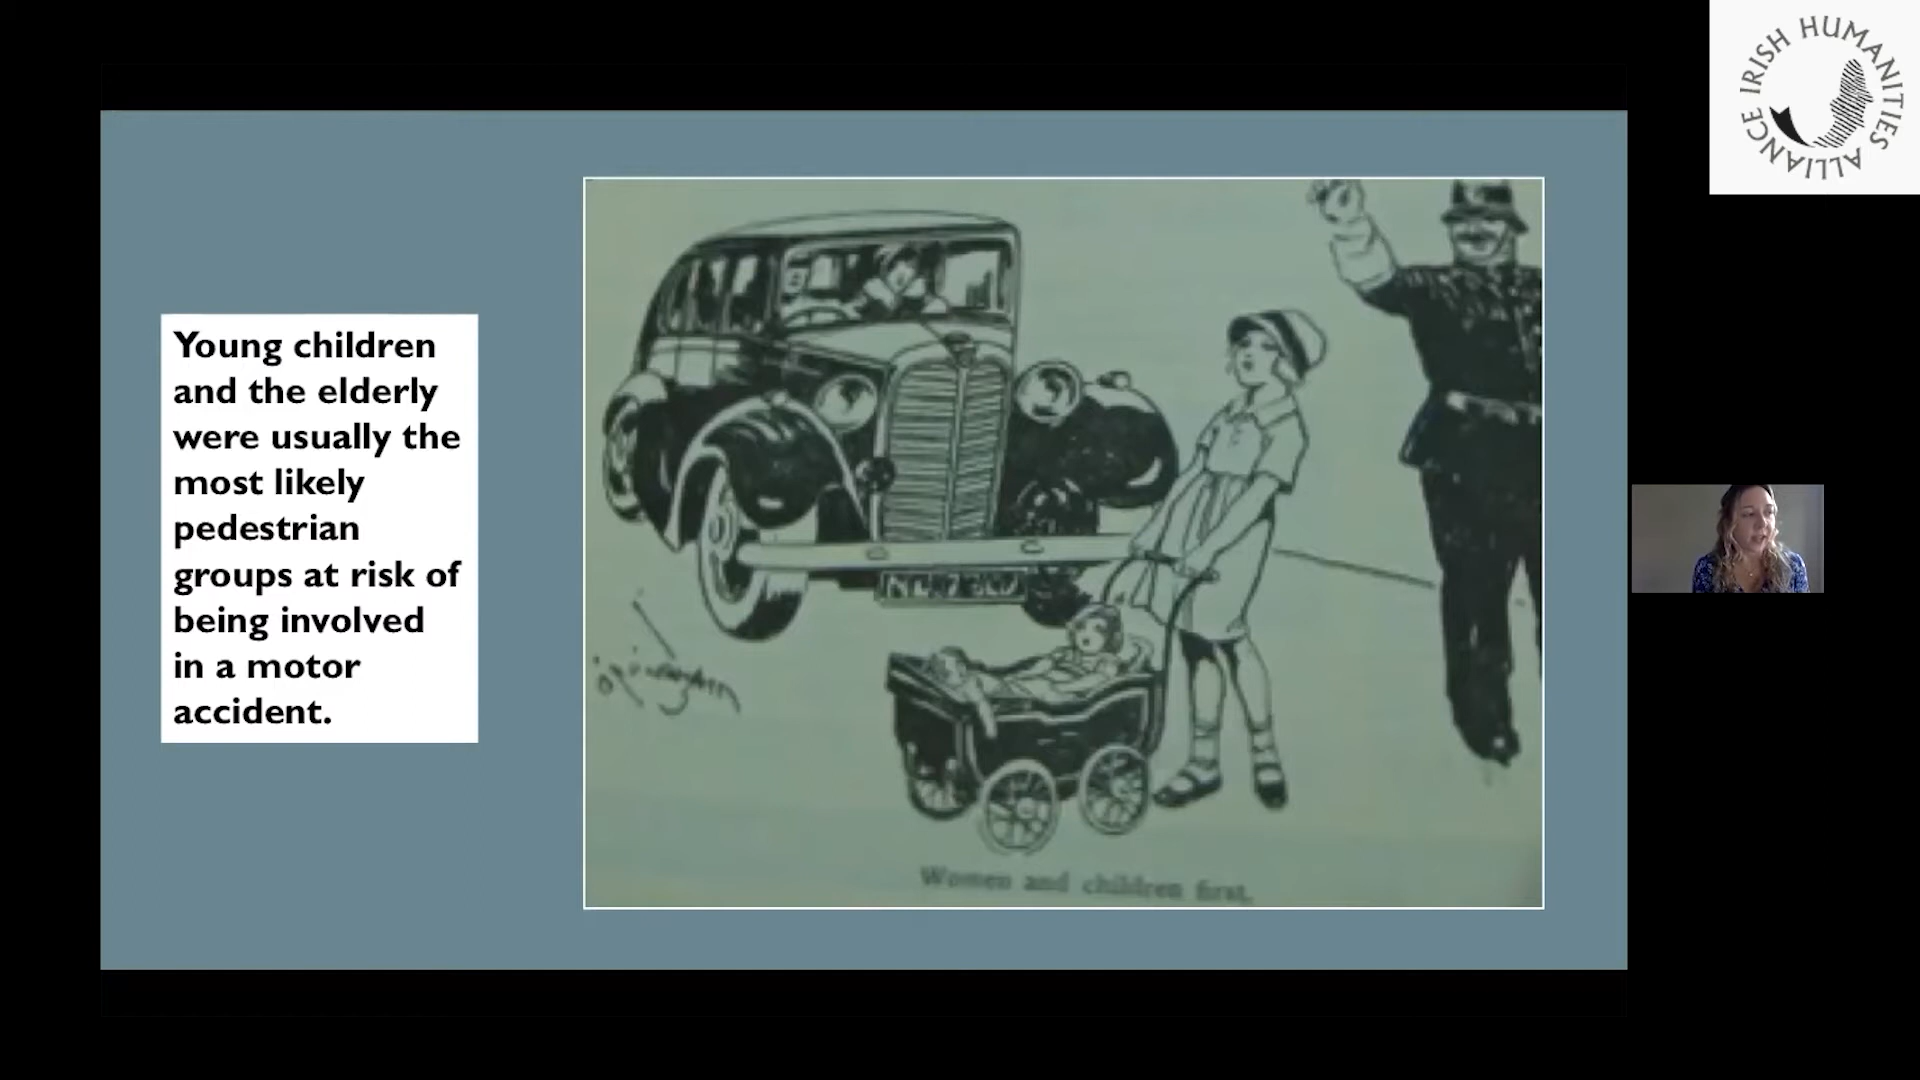 Young children
and the elderly
were usually the
most likely
pedestrian
groups at risk of
being involved
in a motor
accident.
Women and children first.
IRISH HUMANITIES ALLIANCE